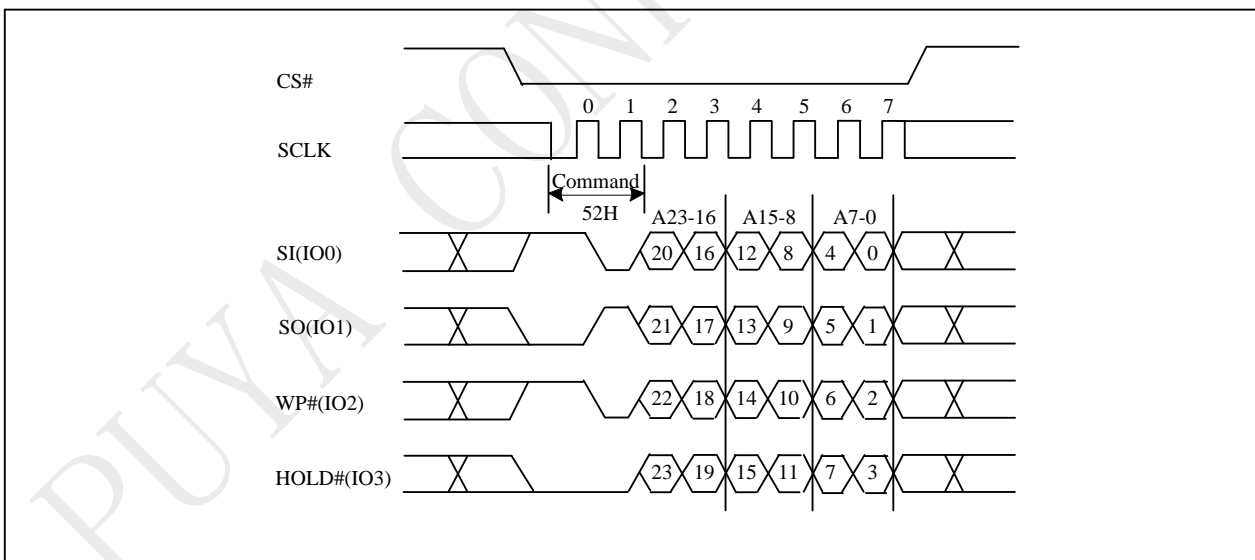 CS#
0 1 2 3 4 5 6 7
SCLK
Command
52H
A23-16 A15-8 A7-0
SI(IO0) 20 16 12 8 4 0
SO(IO1) 21 17 13 9 5 1
WP#(IO2) 22 18 14 10 6 2
HOLD#(IO3) 23 19 15 11 7 3
PUYA